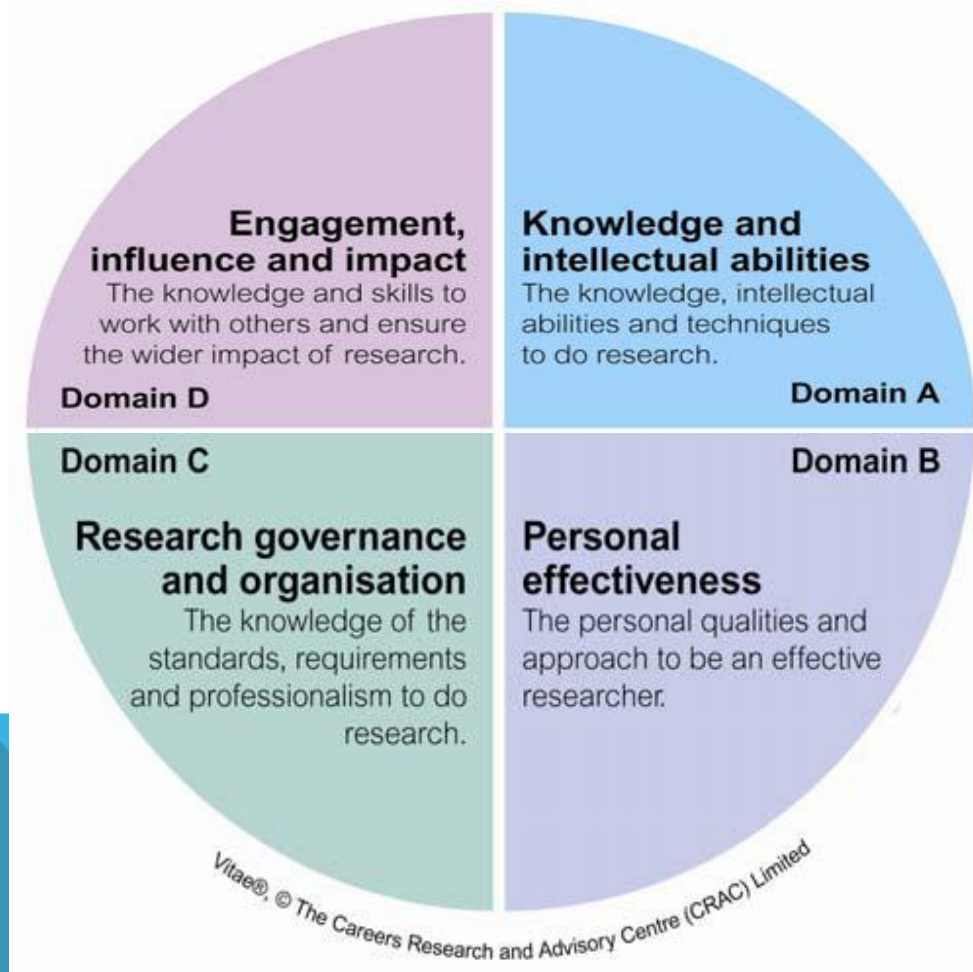 Engagement,
influence and impact
The knowledge and skills to
work with others and ensure
the wider impact of research.
Domain D
Knowledge and
intellectual abilities
The knowledge, intellectual
abilities and techniques
to do research.
Domain A
Domain C
Research governance
and organisation
The knowledge of the
standards, requirements
and professionalism to do
research.
Domain B
Personal
effectiveness
The personal qualities and
approach to be an effective
researcher.
Vitae®, © The Careers Research and Advisory Centre (CRAC) Limited